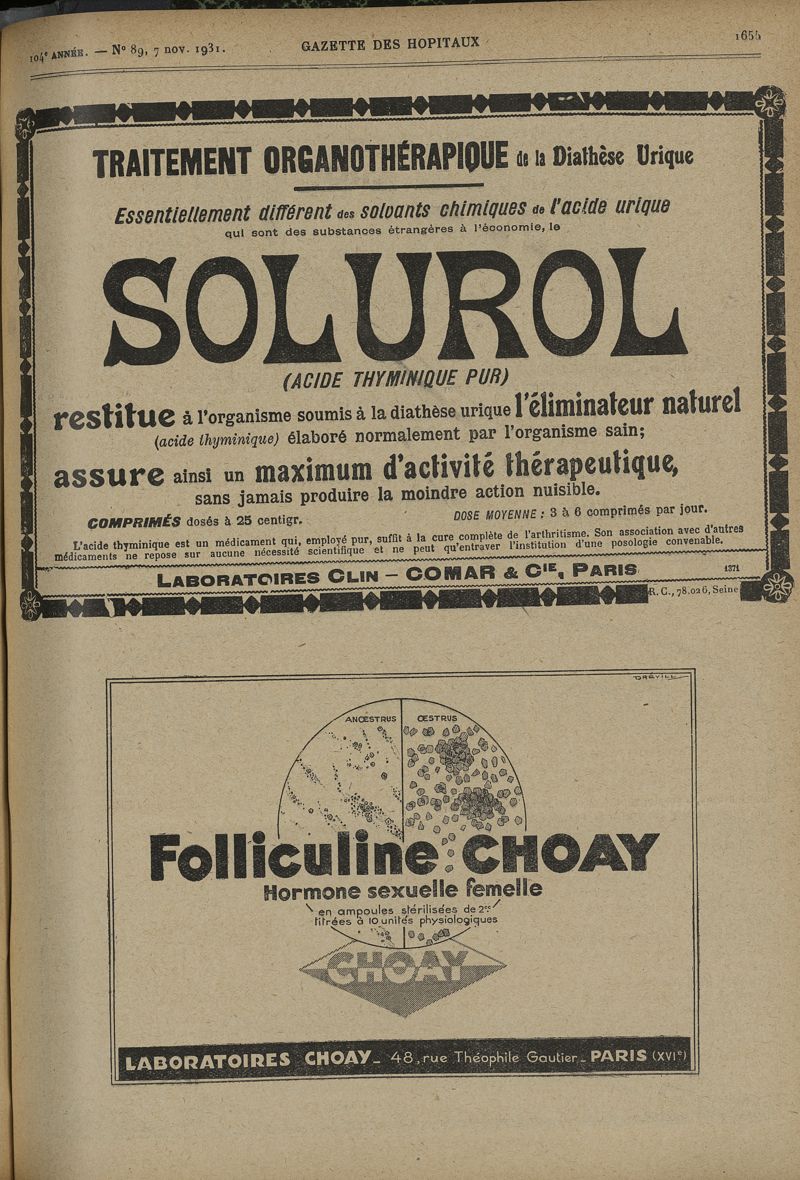 104e ANNÉE. — N° 89, 7 nov. 1931.
GAZETTE DES HOPITAUX
1655
TRAITEMENT ORGANOTHÉRAPIQUE de la Diathèse Urique
Essentiellement différent des solvants chimiques de l'acide urique
qui sont des substances étrangères à l'économie, le
SOLUROL
(ACIDE THYMINIQUE PUR)
restitue à l'organisme soumis à la diathèse urique l'éliminateur naturel
(acide thyminique) élaboré normalement par l'organisme sain;
assure ainsi un maximum d'activité thérapeutique,
sans jamais produire la moindre action nuisible.
COMPRIMÉS dosés à 25 centigr.
DOSE MOYENNE : 3 à 6 comprimés par jour.
L'acide thyminique est un médicament qui, employé pur, suffit à la cure complète de l'arthritisme. Son association avec d'autres
médicaments ne repose sur aucune nécessité scientifique et ne peut qu'entraver l'institution d'une posologie convenable.
LABORATOIRES CLIN — COMAR & CIE, PARIS
1371
R. C., 78.026, Seine
DRÉVILL
ANŒSTRUS
ŒSTRUS
Folliculine CHOAY
Hormone sexuelle femelle
en ampoules stérilisées de 2cc
titrées à 10 unités physiologiques
CHOAY
LABORATOIRES CHOAY_ 48, rue Théophile Gautier_ PARIS (XVIe)